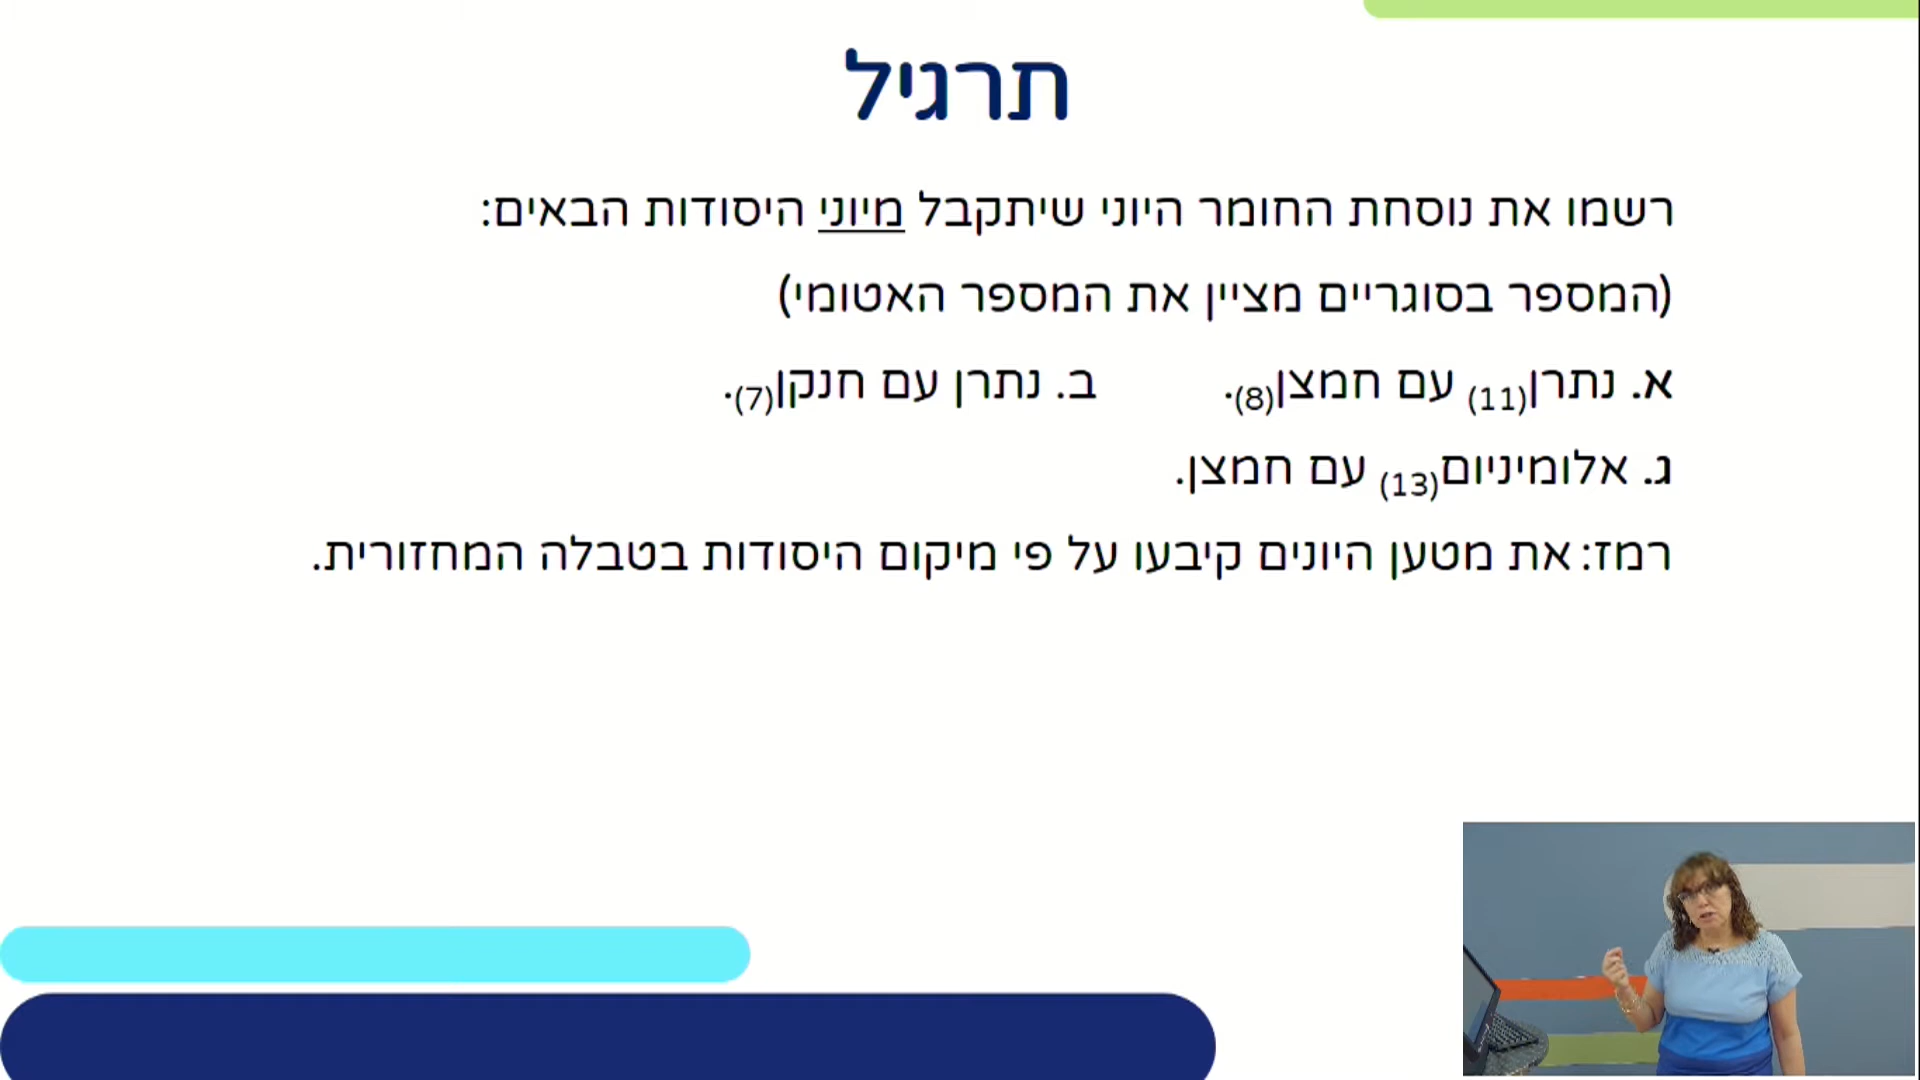 תרגיל
רשמו את נוסחת החומר היוני שיתקבל מיוני היסודות הבאים:
(המספר בסוגריים מציין את המספר האטומי)
א. נתרן(11) עם חמצן(8). ב. נתרן עם חנקן(7).
ג. אלומיניום(13) עם חמצן.
רמז: את מטען היונים קיבעו על פי מיקום היסודות בטבלה המחזורית.